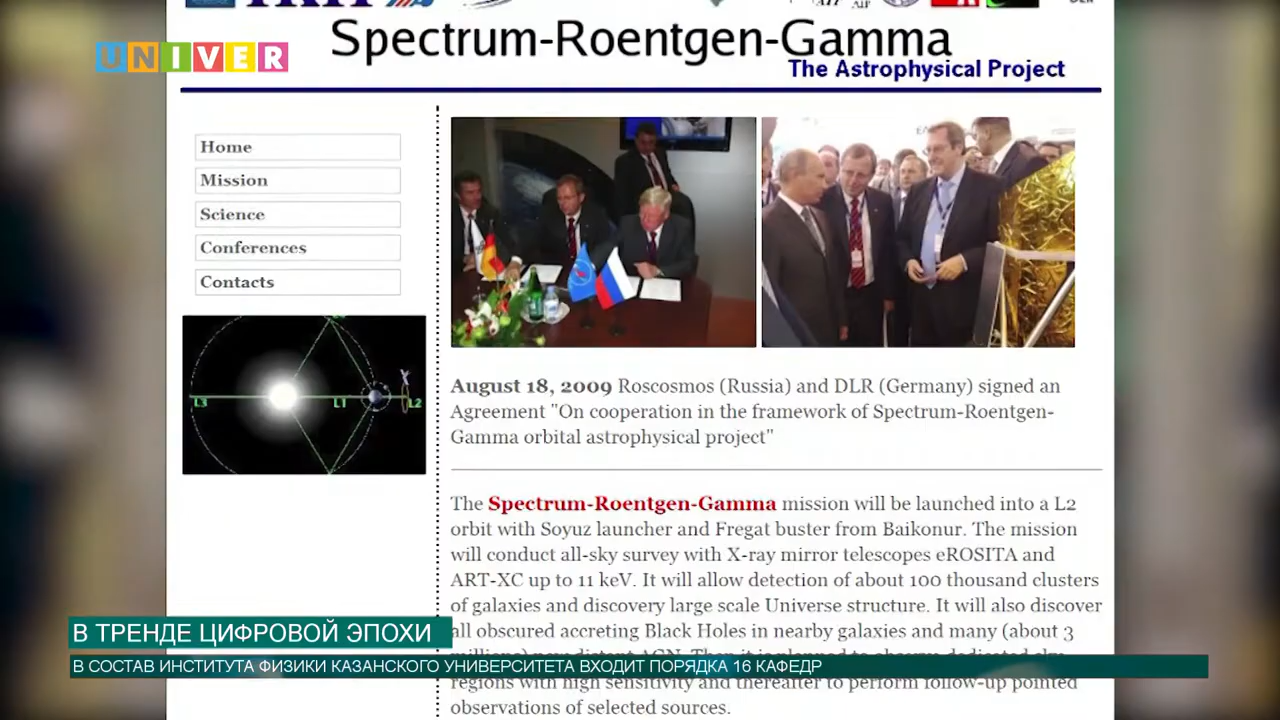 Spectrum-Roentgen-Gamma
UNIVER
The Astrophysical Project
Home
Mission
Science
Conferences
Contacts
L3
L1
L2
August 18, 2009 Roscosmos (Russia) and DLR (Germany) signed an
Agreement "On cooperation in the framework of Spectrum-Roentgen-
Gamma orbital astrophysical project"
The Spectrum-Roentgen-Gamma mission will be launched into a L2
orbit with Soyuz launcher and Fregat buster from Baikonur. The mission
will conduct all-sky survey with X-ray mirror telescopes eROSITA and
ART-XC up to 11 keV. It will allow detection of about 100 thousand clusters
of galaxies and discovery large scale Universe structure. It will also discover
all obscured accreting Black Holes in nearby galaxies and many (about 3
regions with high sensitivity and thereafter to perform follow-up pointed
observations of selected sources.
В ТРЕНДЕ ЦИФРОВОЙ ЭПОХИ
В СОСТАВ ИНСТИТУТА ФИЗИКИ КАЗАНСКОГО УНИВЕРСИТЕТА ВХОДИТ ПОРЯДКА 16 КАФЕДР